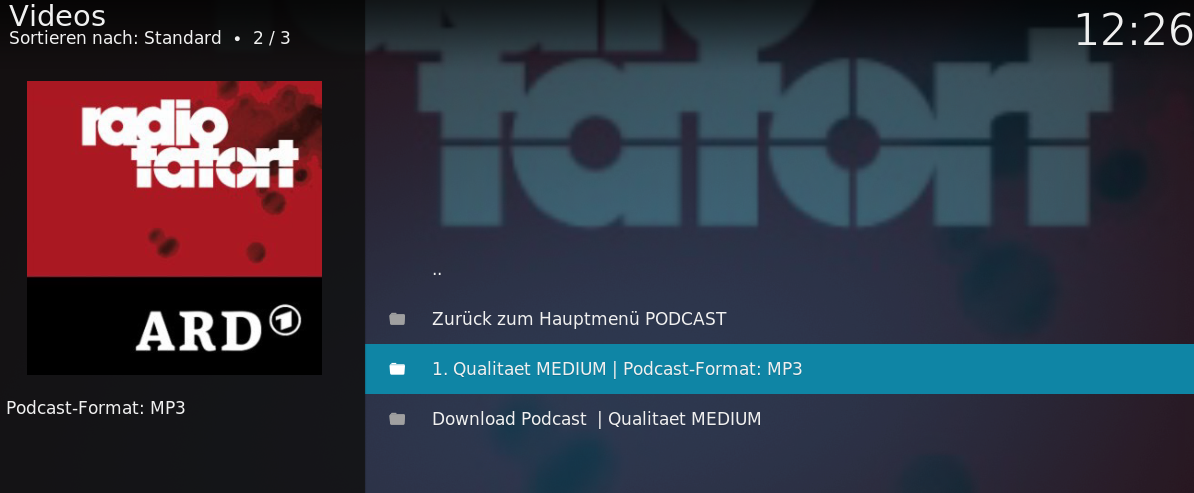 Videos
Sortieren nach: Standard • 2 / 3
12:26
radio
tatort
ARD 1
Podcast-Format: MP3
tatort
..
Zurück zum Hauptmenü PODCAST
1. Qualitaet MEDIUM | Podcast-Format: MP3
Download Podcast | Qualitaet MEDIUM